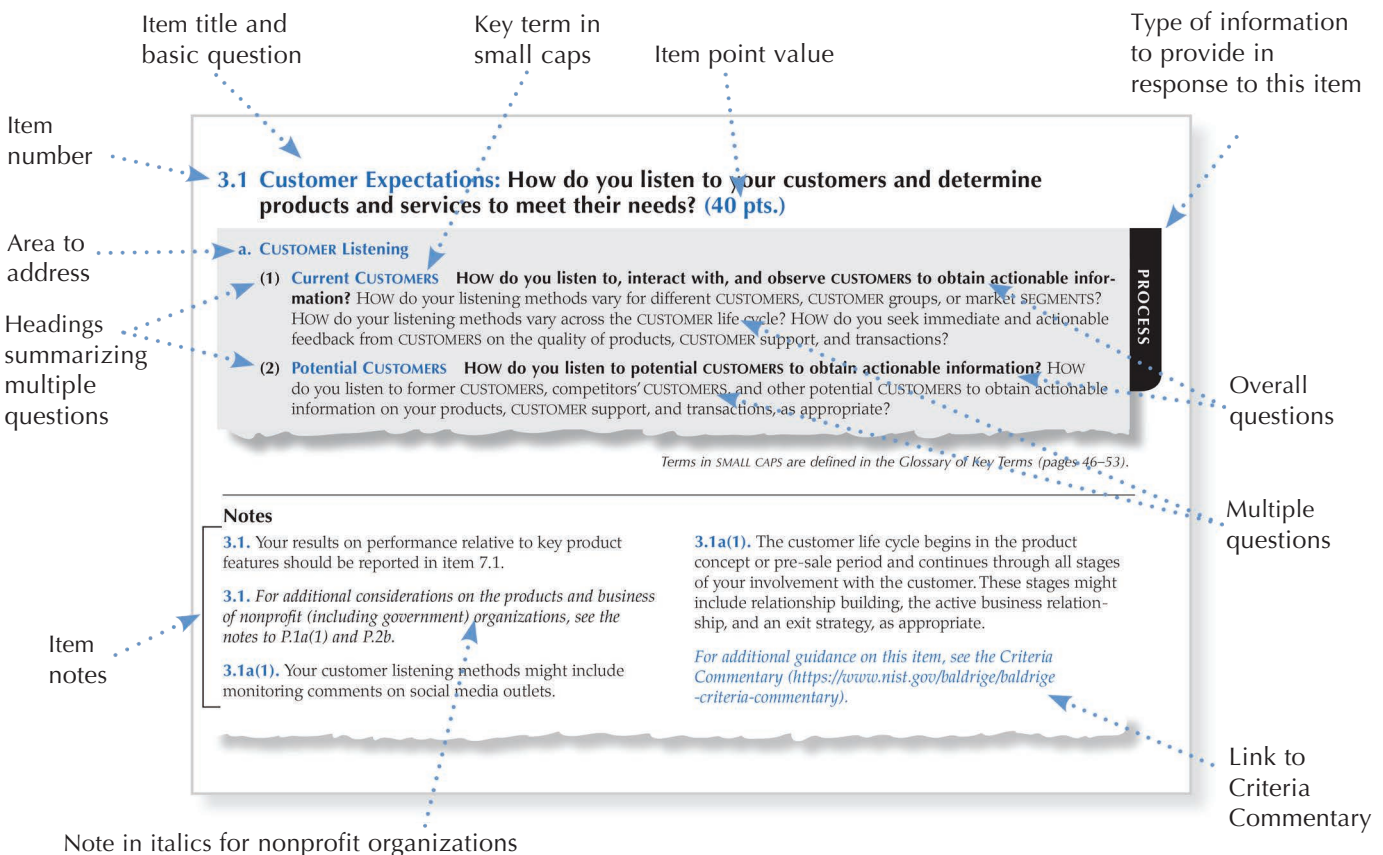 Item title and
basic question
Key term in
small caps
Item point value
Type of information
to provide in
response to this item
Item
number
3.1 Customer Expectations: How do you listen to your customers and determine
products and services to meet their needs? (40 pts.)
Area to
address
a. CUSTOMER Listening
(1) Current CUSTOMERS HOW do you listen to, interact with, and observe CUSTOMERS to obtain actionable infor-
mation? HOW do your listening methods vary for different CUSTOMERS, CUSTOMER groups, or market SEGMENTS?
HOW do your listening methods vary across the CUSTOMER life cycle? HOW do you seek immediate and actionable
feedback from CUSTOMERS on the quality of products, CUSTOMER support, and transactions?
PROCESS
Headings
summarizing
multiple
questions
(2) Potential CUSTOMERS HOW do you listen to potential CUSTOMERS to obtain actionable information? HOW
do you listen to former CUSTOMERS, competitors' CUSTOMERS, and other potential CUSTOMERS to obtain actionable
information on your products, CUSTOMER support, and transactions, as appropriate?
Overall
questions
Terms in SMALL CAPS are defined in the Glossary of Key Terms (pages 46–53).
Multiple
questions
Notes
3.1. Your results on performance relative to key product
features should be reported in item 7.1.
3.1. For additional considerations on the products and business
of nonprofit (including government) organizations, see the
notes to P.1a(1) and P.2b.
3.1a(1). Your customer listening methods might include
monitoring comments on social media outlets.
3.1a(1). The customer life cycle begins in the product
concept or pre-sale period and continues through all stages
of your involvement with the customer. These stages might
include relationship building, the active business relation-
ship, and an exit strategy, as appropriate.
For additional guidance on this item, see the Criteria
Commentary (https://www.nist.gov/baldrige/baldrige
-criteria-commentary).
Item
notes
Link to
Criteria
Commentary
Note in italics for nonprofit organizations